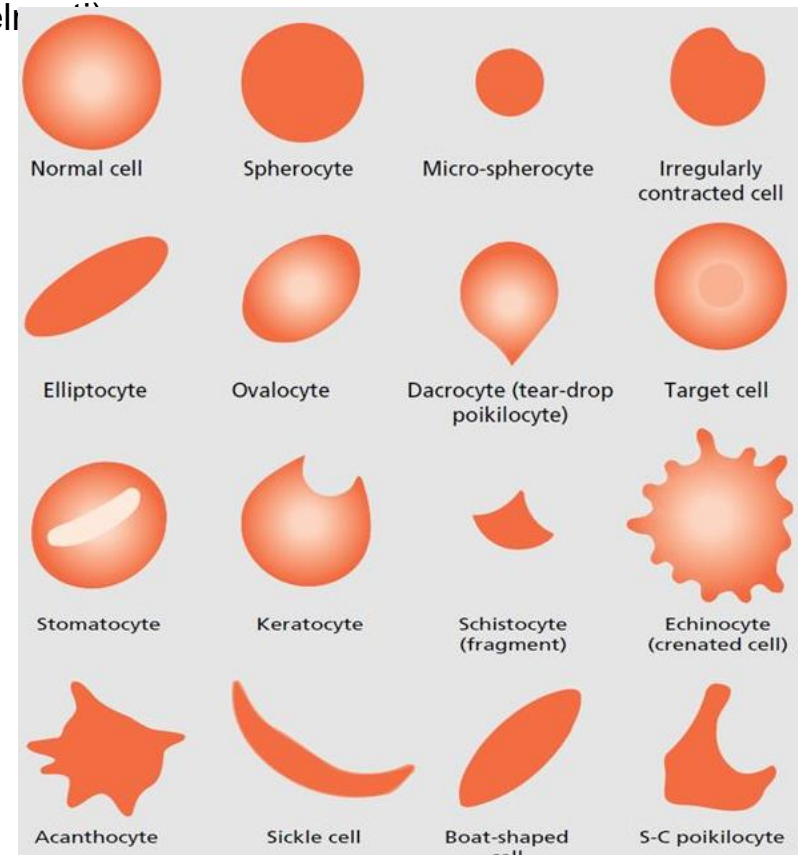 Normal cell
Spherocyte
Micro-spherocyte
Irregularly
contracted cell
Elliptocyte
Ovalocyte
Dacrocyte (tear-drop
poikilocyte)
Target cell
Stomatocyte
Keratocyte
Schistocyte
(fragment)
Echinocyte
(crenated cell)
Acanthocyte
Sickle cell
Boat-shaped
S-C poikilocyte